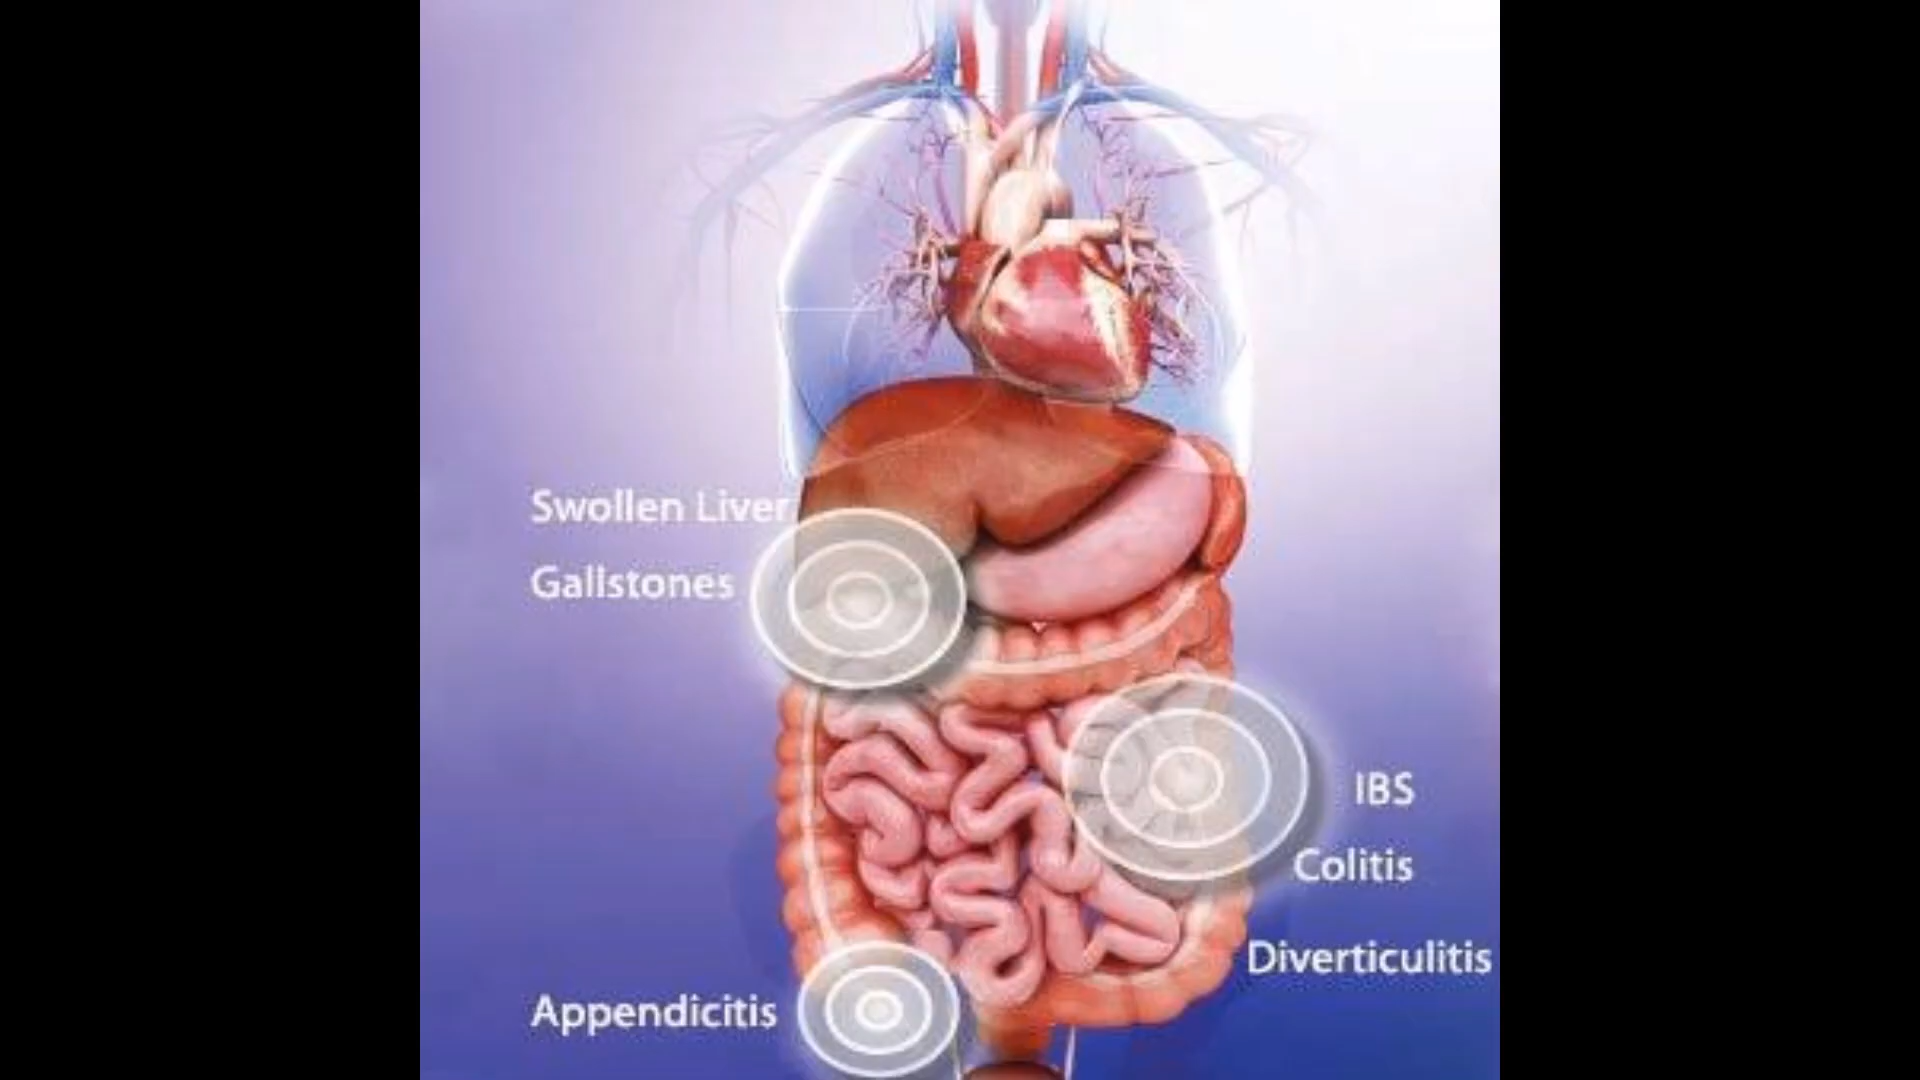 Swollen Liver
Gallstones
IBS
Colitis
Diverticulitis
Appendicitis